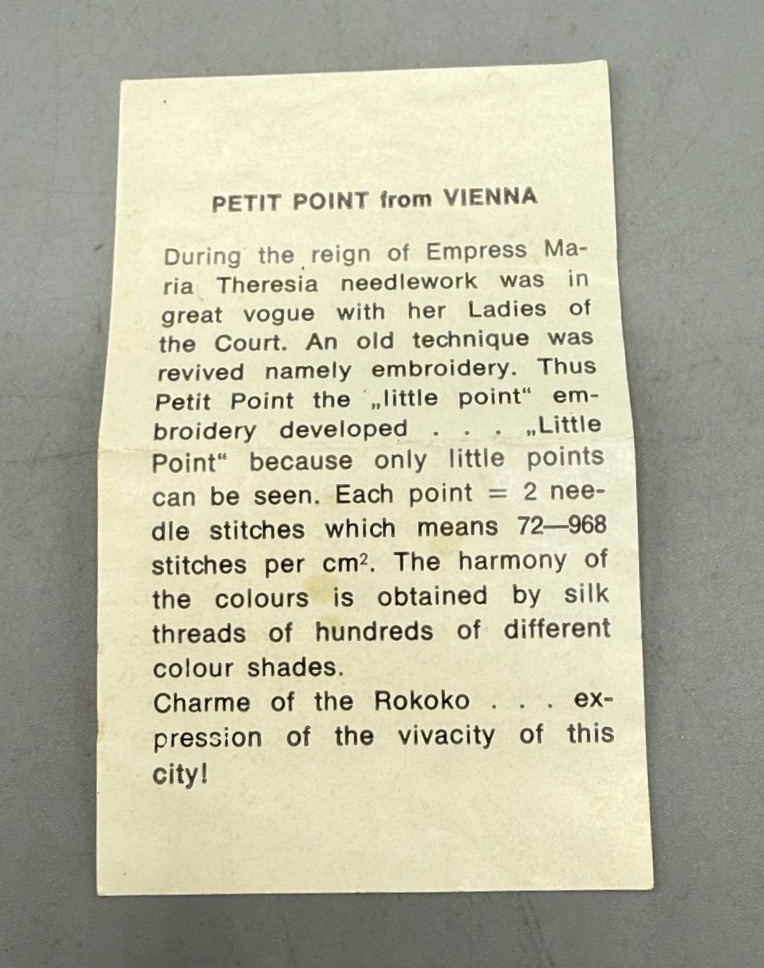 PETIT POINT from VIENNA
During the reign of Empress Ma-
ria Theresia needlework was in
great vogue with her Ladies of
the Court. An old technique was
revived namely embroidery. Thus
Petit Point the „little point“ em-
broidery developed . . . „Little
Point“ because only little points
can be seen. Each point = 2 nee-
dle stitches which means 72—968
stitches per cm². The harmony of
the colours is obtained by silk
threads of hundreds of different
colour shades.
Charme of the Rokoko . . . ex-
pression of the vivacity of this
city!